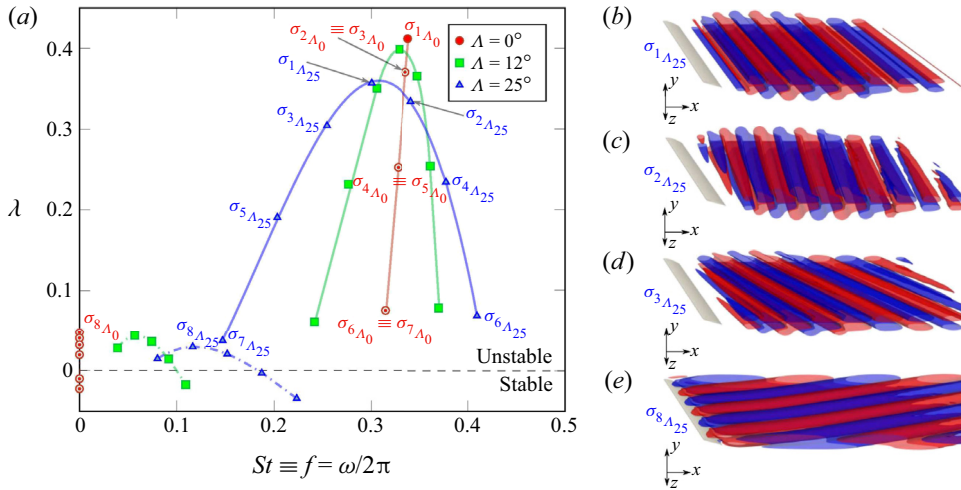 (a)
λ
0.4
0.3
0.2
0.1
0
0
0.1
0.2
0.3
0.4
0.5
St ≡ f = ω/2π
Λ = 0°
Λ = 12°
Λ = 25°
σ1Λ0
σ2Λ0 ≡ σ3Λ0
σ1Λ25
σ3Λ25
σ2Λ25
σ4Λ0 ≡ σ5Λ0
σ4Λ25
σ5Λ25
σ8Λ0
σ8Λ25
σ7Λ25
σ6Λ0 ≡ σ7Λ0
σ6Λ25
Unstable
Stable
(b)
σ1Λ25
y
x
z
(c)
σ2Λ25
y
x
z
(d)
σ3Λ25
y
x
z
(e)
σ8Λ25
y
x
z